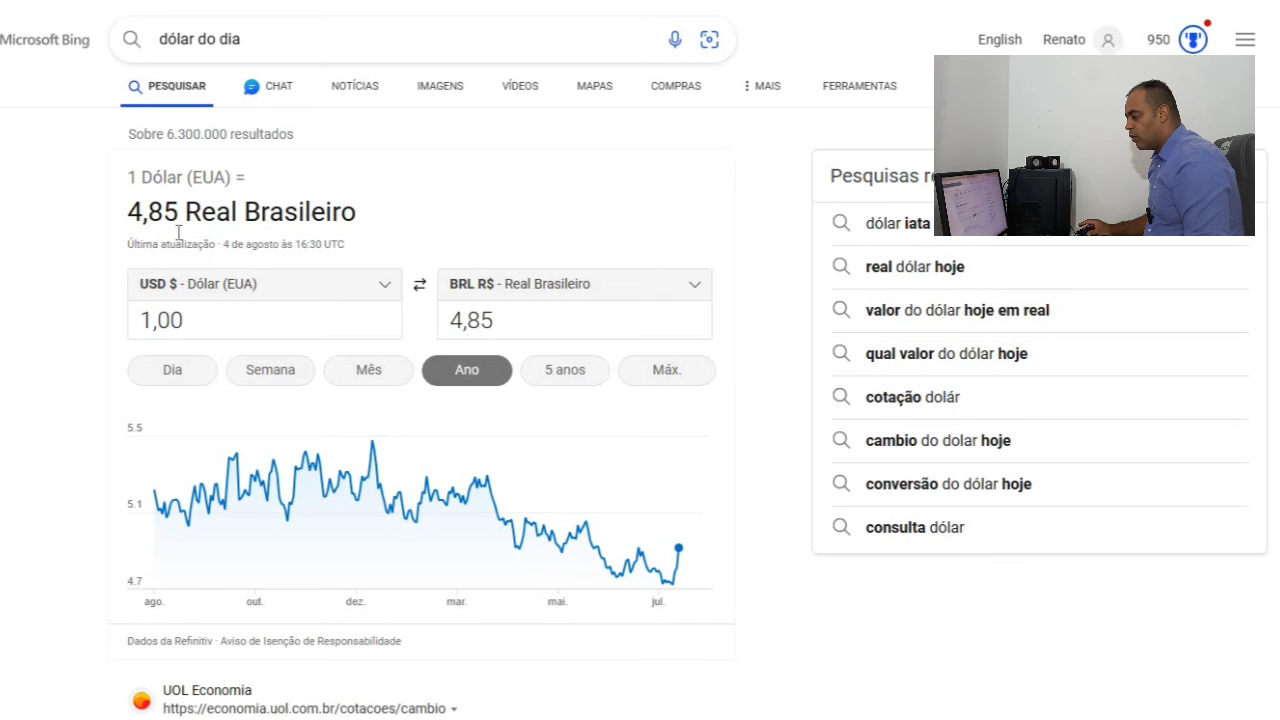 Microsoft Bing
dólar do dia
English
Renato
950
PESQUISAR
CHAT
NOTÍCIAS
IMAGENS
VÍDEOS
MAPAS
COMPRAS
MAIS
FERRAMENTAS
Sobre 6.300.000 resultados
1 Dólar (EUA) =
4,85 Real Brasileiro
Última atualização · 4 de agosto às 16:30 UTC
USD $ - Dólar (EUA)
BRL R$ - Real Brasileiro
1,00
4,85
Dia
Semana
Mês
Ano
5 anos
Máx.
5.5
5.1
4.7
ago.
out.
dez.
mar.
mai.
jul.
Dados da Refinitiv · Aviso de Isenção de Responsabilidade
UOL Economia
https://economia.uol.com.br/cotacoes/cambio
Pesquisas
dólar iata
real dólar hoje
valor do dólar hoje em real
qual valor do dólar hoje
cotação dolár
cambio do dolar hoje
conversão do dólar hoje
consulta dólar